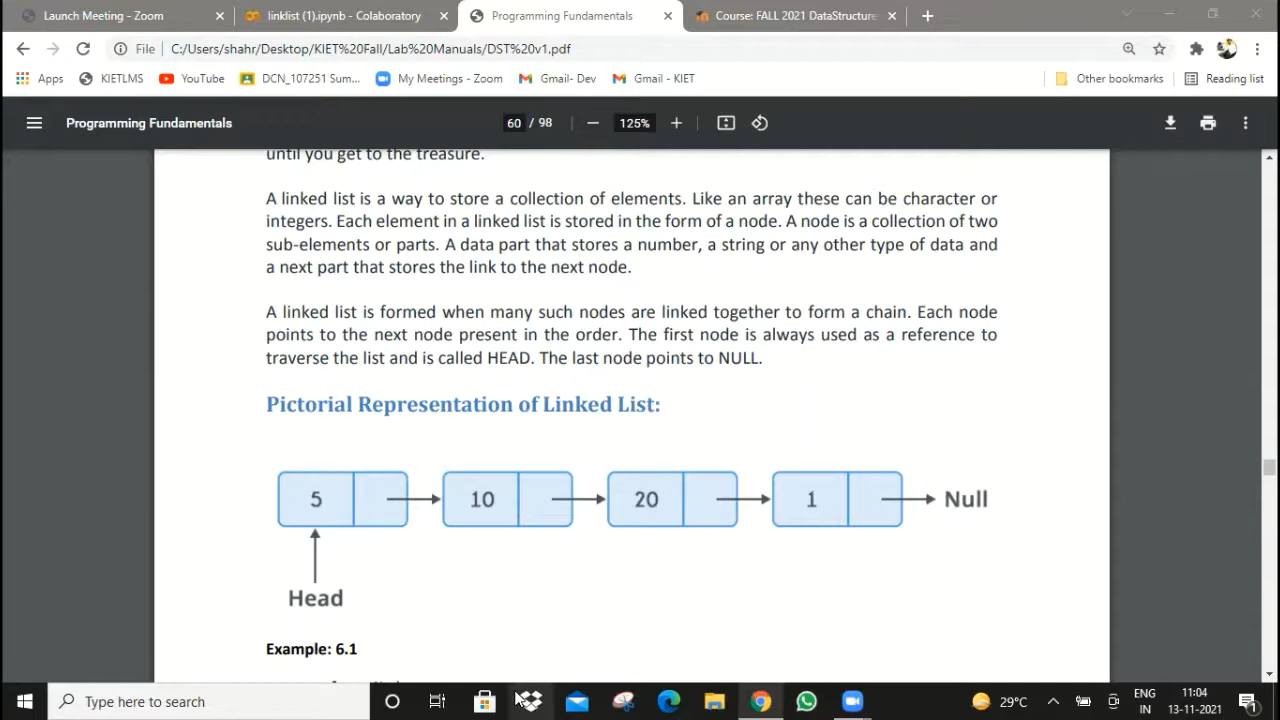 Launch Meeting - Zoom
linklist (1).ipynb - Colaboratory
Programming Fundamentals
Course: FALL 2021 DataStructure
File
C:/Users/shahr/Desktop/KIET%20Fall/Lab%20Manuals/DST%20v1.pdf
Apps
KIETLMS
YouTube
DCN_107251 Sum...
My Meetings - Zoom
Gmail- Dev
Gmail - KIET
Other bookmarks
Reading list
Programming Fundamentals
60 / 98
125%
until you get to the treasure.
A linked list is a way to store a collection of elements. Like an array these can be character or
integers. Each element in a linked list is stored in the form of a node. A node is a collection of two
sub-elements or parts. A data part that stores a number, a string or any other type of data and
a next part that stores the link to the next node.
A linked list is formed when many such nodes are linked together to form a chain. Each node
points to the next node present in the order. The first node is always used as a reference to
traverse the list and is called HEAD. The last node points to NULL.
Pictorial Representation of Linked List:
5
10
20
1
Null
Head
Example: 6.1
Type here to search
29°C
ENG
IN
11:04
13-11-2021
1